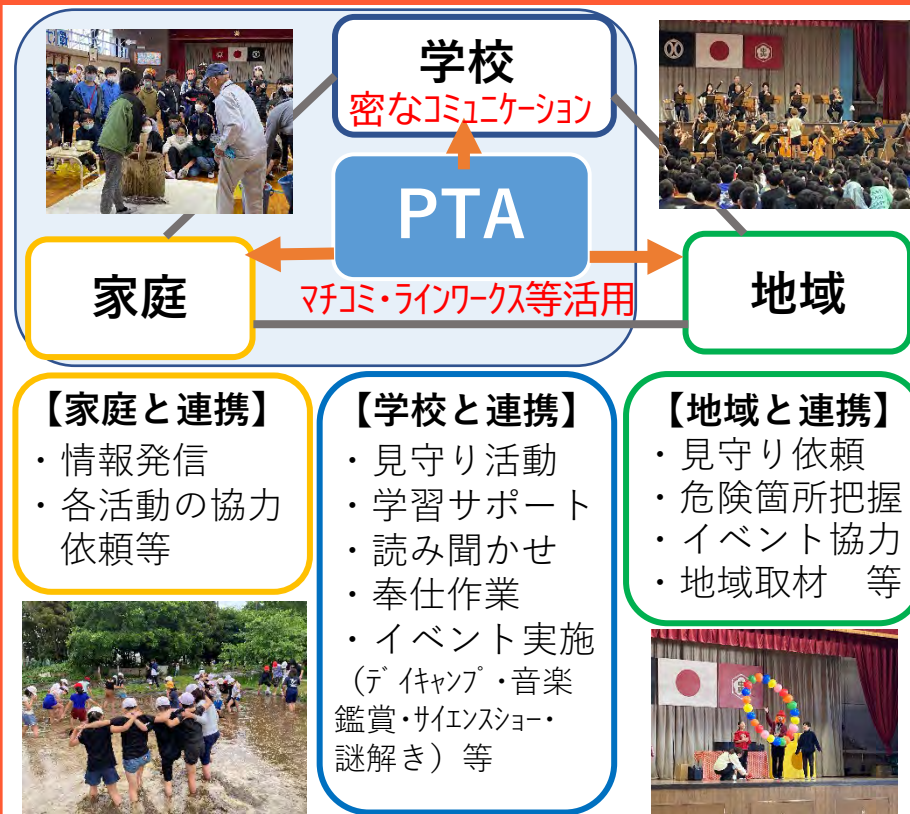 学校
密なコミュニケーション
PTA
家庭
マチコミ・ラインワークス等活用
地域
【家庭と連携】
・情報発信
・各活動の協力
依頼等
【学校と連携】
・見守り活動
・学習サポート
・読み聞かせ
・奉仕作業
・イベント実施
（デイキャンプ・音楽
鑑賞・サイエンスショー・
謎解き）等
【地域と連携】
・見守り依頼
・危険箇所把握
・イベント協力
・地域取材　等